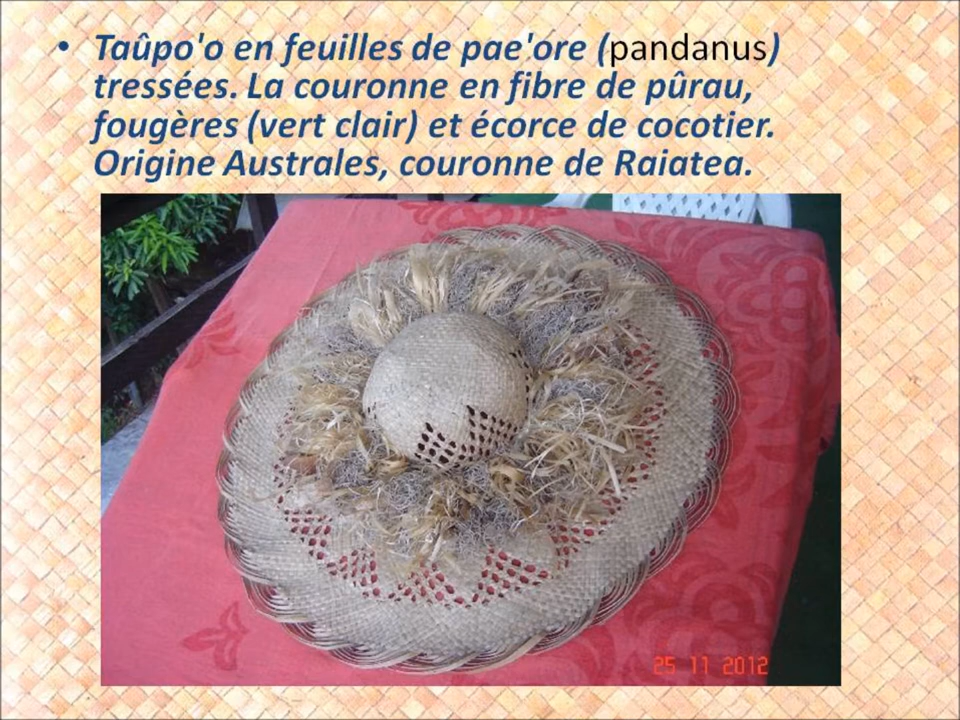 • Taûpo'o en feuilles de pae'ore (pandanus)
tressées. La couronne en fibre de pûrau,
fougères (vert clair) et écorce de cocotier.
Origine Australes, couronne de Raiatea.
25 11 2012